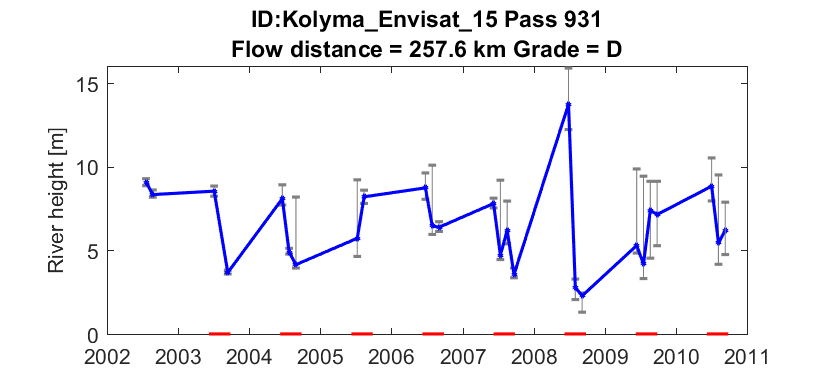 ID:Kolyma_Envisat_15 Pass 931
Flow distance = 257.6 km Grade = D
River height [m]
15
10
5
0
2002 2003 2004 2005 2006 2007 2008 2009 2010 2011